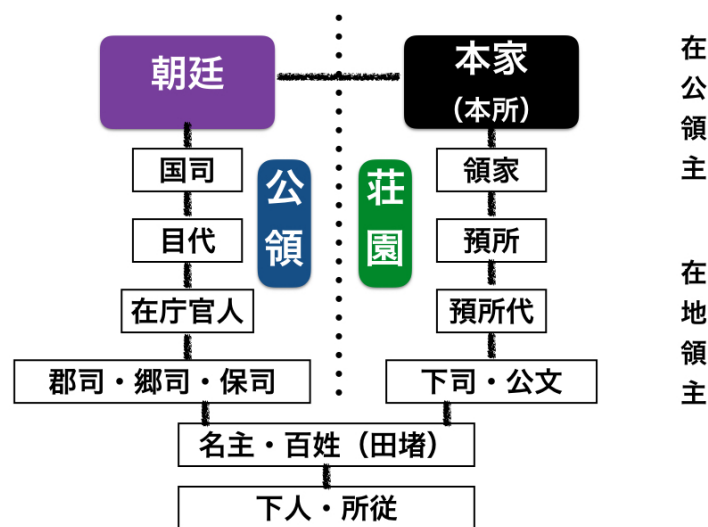 朝廷
本家
（本所）
在公領主
国司
公領
荘園
領家
目代
預所
在庁官人
預所代
在地領主
郡司・郷司・保司
下司・公文
名主・百姓（田堵）
下人・所従